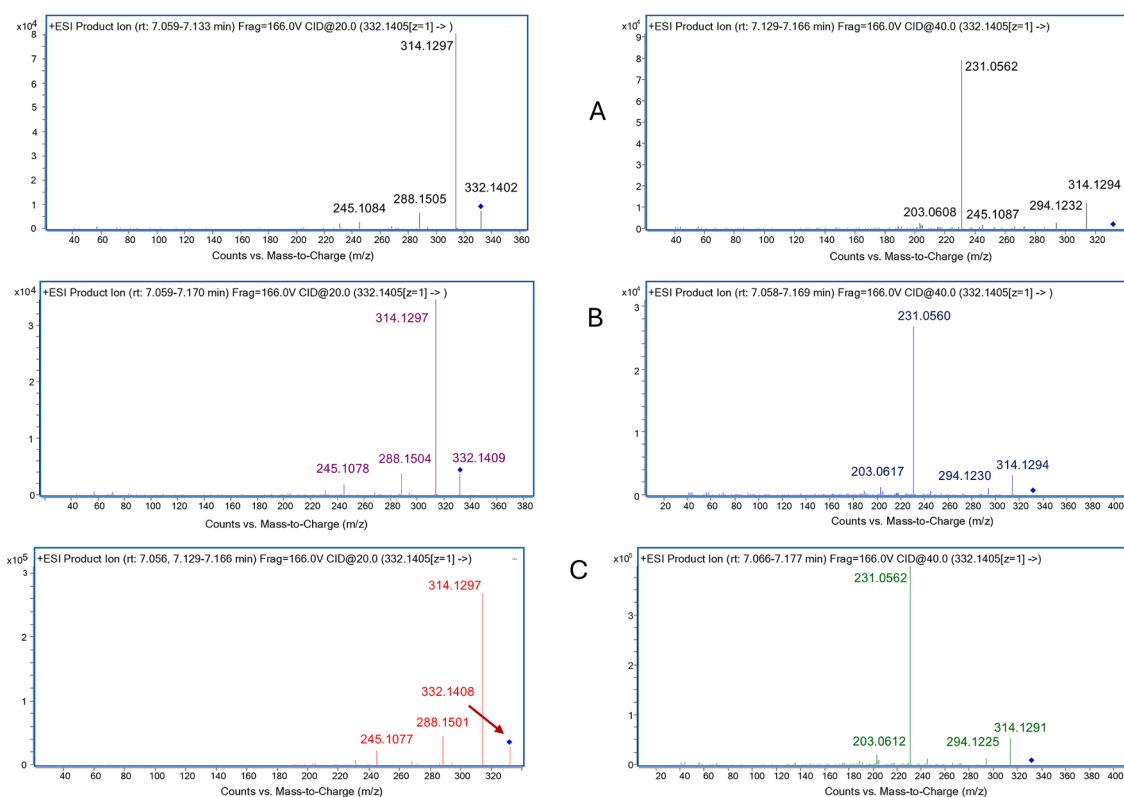 x10⁴ +ESI Product Ion (rt: 7.059-7.133 min) Frag=166.0V CID@20.0 (332.1405[z=1] -> )
8
7
6
5
4
3
2
1
0
314.1297
332.1402
288.1505
245.1084
40 60 80 100 120 140 160 180 200 220 240 260 280 300 320 340 360
Counts vs. Mass-to-Charge (m/z)
A
x10⁴ +ESI Product Ion (rt: 7.129-7.166 min) Frag=166.0V CID@40.0 (332.1405[z=1] -> )
9
8
7
6
5
4
3
2
1
0
231.0562
314.1294
294.1232
203.0608
245.1087
40 60 80 100 120 140 160 180 200 220 240 260 280 300 320
Counts vs. Mass-to-Charge (m/z)
x10⁴ +ESI Product Ion (rt: 7.059-7.170 min) Frag=166.0V CID@20.0 (332.1405[z=1] -> )
3
2
1
0
314.1297
332.1409
288.1504
245.1078
40 60 80 100 120 140 160 180 200 220 240 260 280 300 320 340 360 380
Counts vs. Mass-to-Charge (m/z)
B
x10⁴ +ESI Product Ion (rt: 7.058-7.169 min) Frag=166.0V CID@40.0 (332.1405[z=1] -> )
3
2
1
0
231.0560
314.1294
294.1230
203.0617
20 40 60 80 100 120 140 160 180 200 220 240 260 280 300 320 340 360 380 400
Counts vs. Mass-to-Charge (m/z)
x10⁵ +ESI Product Ion (rt: 7.056, 7.129-7.166 min) Frag=166.0V CID@20.0 (332.1405[z=1] ->)
3
2
1
0
314.1297
332.1408
288.1501
245.1077
40 60 80 100 120 140 160 180 200 220 240 260 280 300 320
Counts vs. Mass-to-Charge (m/z)
C
x10⁵ +ESI Product Ion (rt: 7.066-7.177 min) Frag=166.0V CID@40.0 (332.1405[z=1] ->)
3
2
1
0
231.0562
314.1291
294.1225
203.0612
20 40 60 80 100 120 140 160 180 200 220 240 260 280 300 320 340 360 380 400
Counts vs. Mass-to-Charge (m/z)